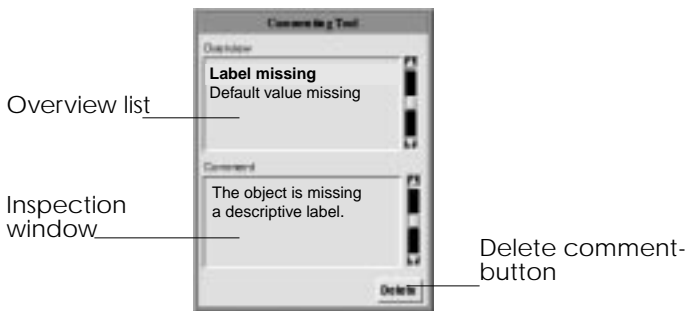 Commenting Tool
Overview
Label missing
Default value missing
Overview list
Comment
The object is missing
a descriptive label.
Inspection
window
Delete comment-
button
Delete